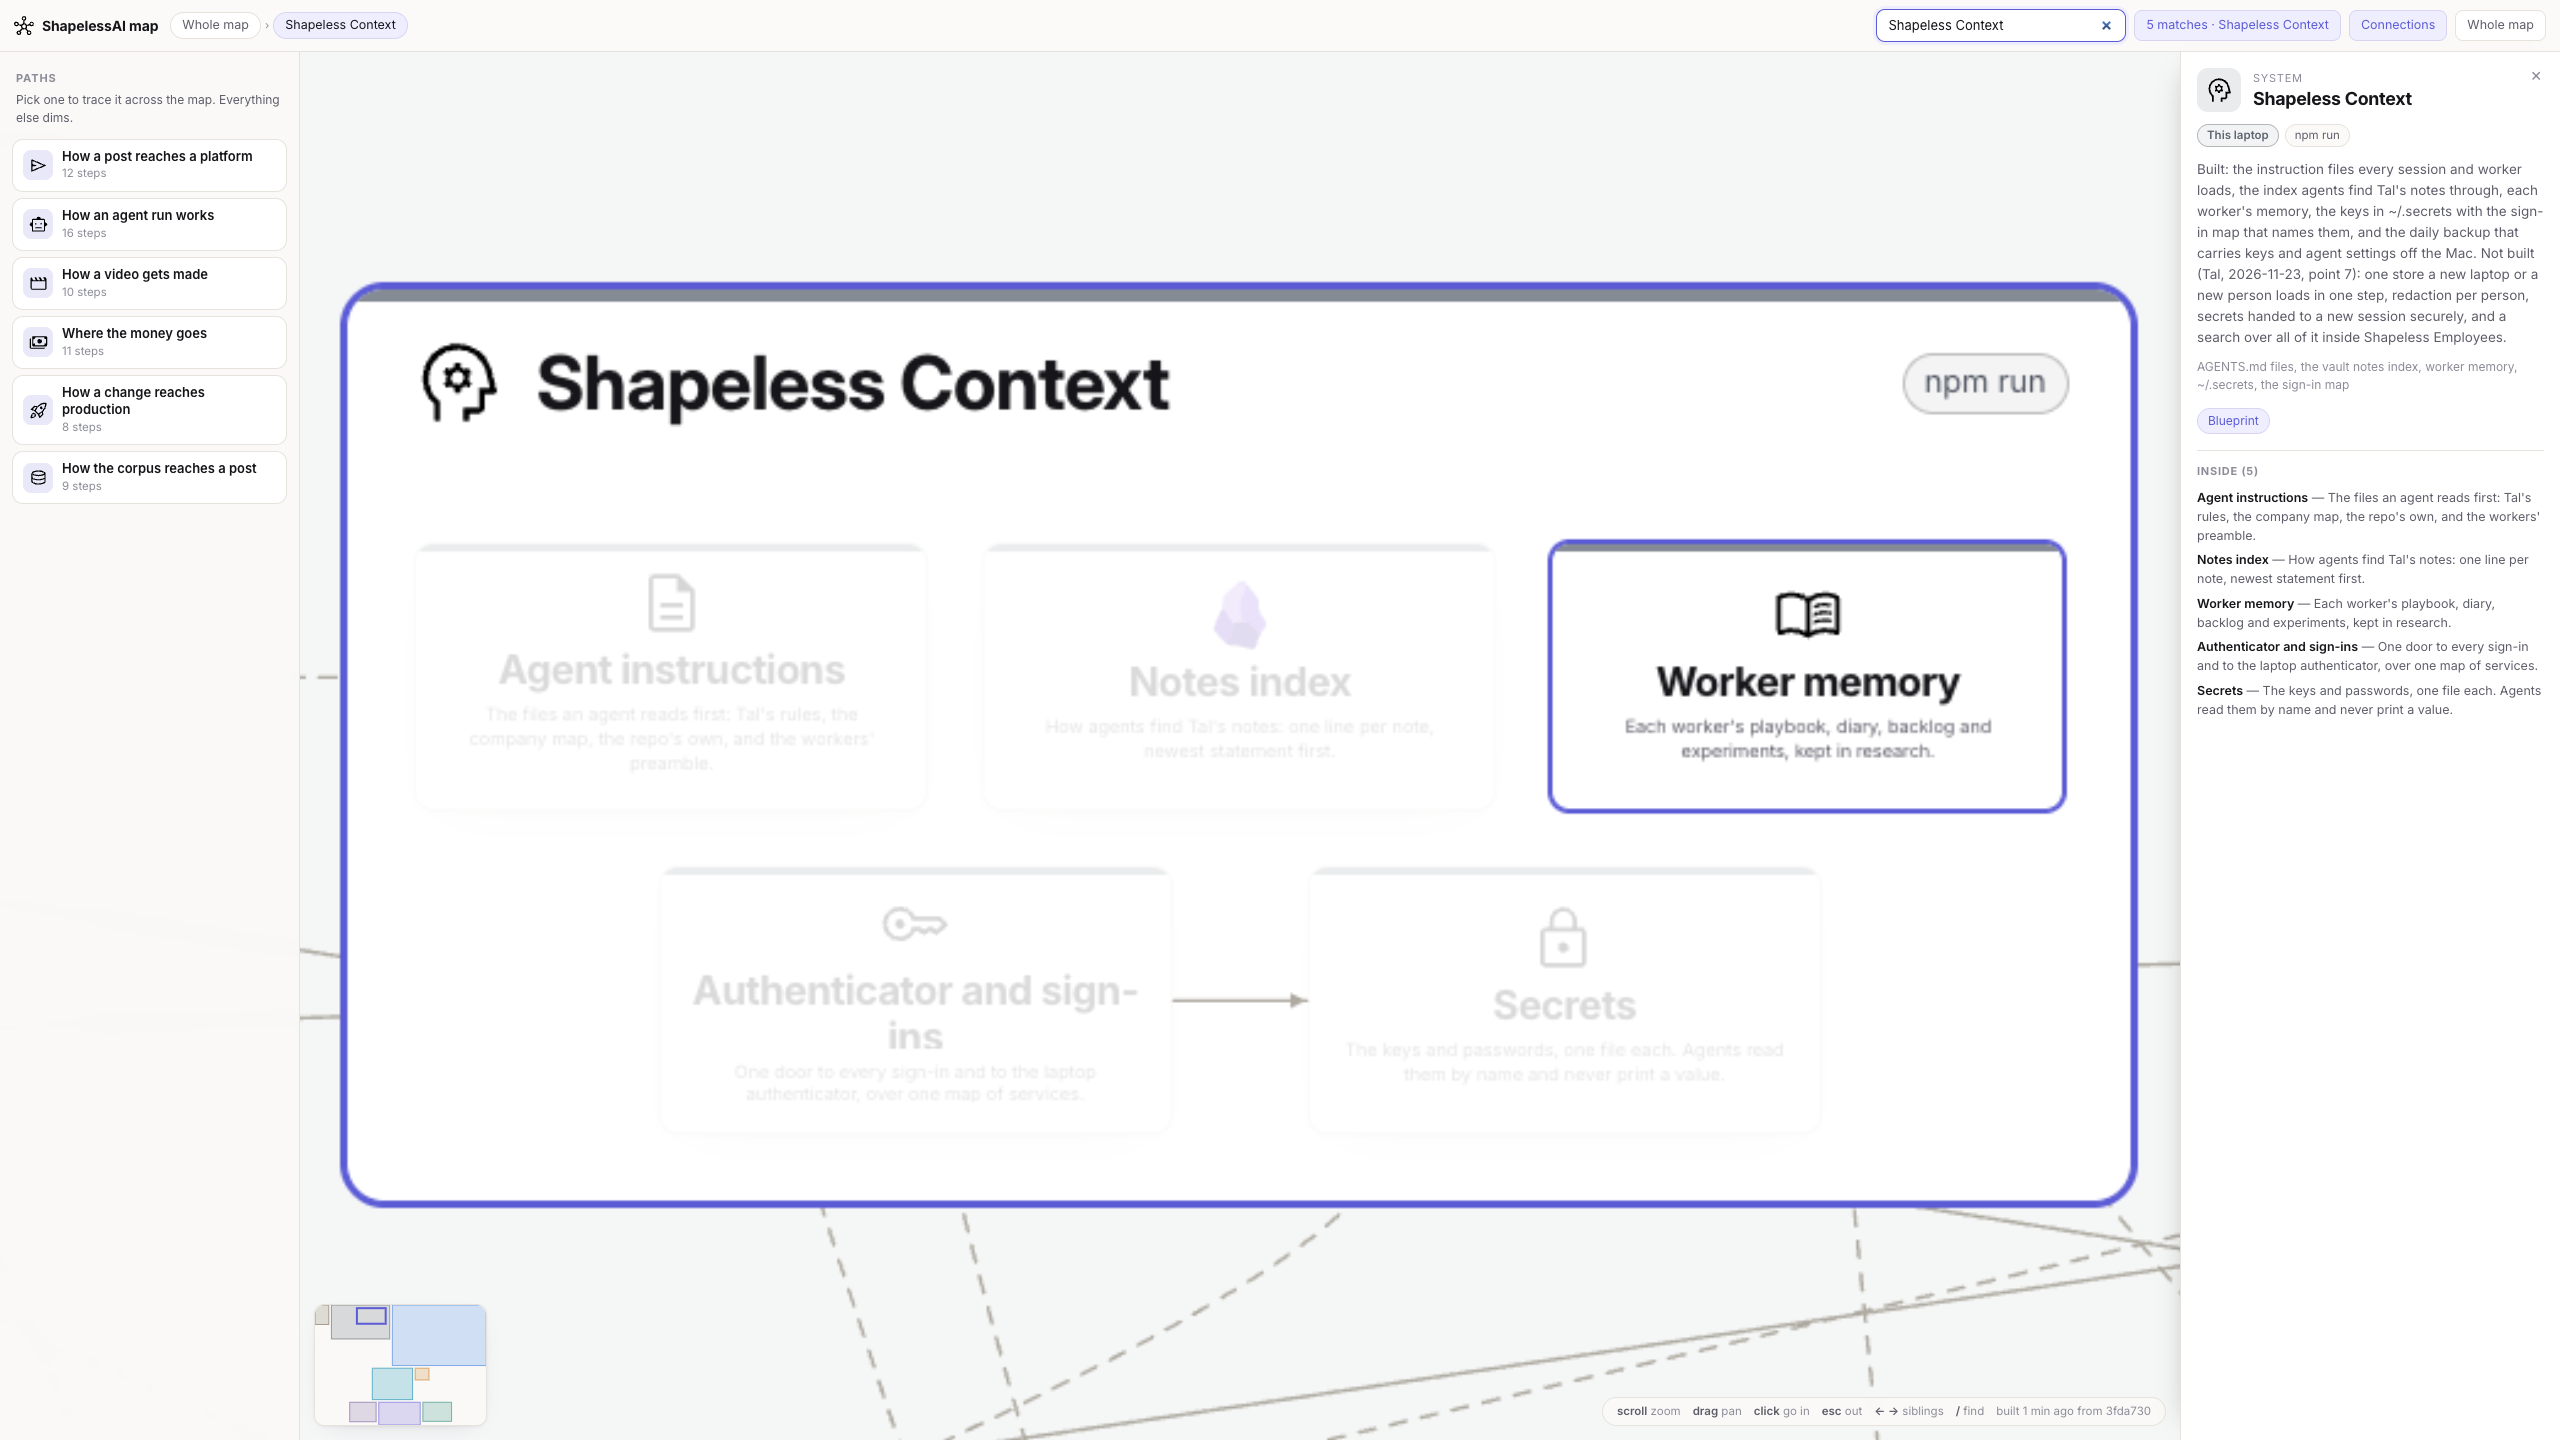 ShapelessAI map
Whole map
›
Shapeless Context
Shapeless Context
5 matches · Shapeless Context
Connections
Whole map
PATHS
Pick one to trace it across the map. Everything
else dims.
How a post reaches a platform
12 steps
How an agent run works
16 steps
How a video gets made
10 steps
Where the money goes
11 steps
How a change reaches
production
8 steps
How the corpus reaches a post
9 steps
Shapeless Context
npm run
Agent instructions
The files an agent reads first: Tal's rules, the
company map, the repo's own, and the workers'
preamble.
Notes index
How agents find Tal's notes: one line per note,
newest statement first.
Worker memory
Each worker's playbook, diary, backlog and
experiments, kept in research.
Authenticator and sign-
ins
One door to every sign-in and to the laptop
authenticator, over one map of services.
Secrets
The keys and passwords, one file each. Agents read
them by name and never print a value.
scroll zoom drag pan click go in esc out ← → siblings / find built 1 min ago from 3fda730
SYSTEM
Shapeless Context
This laptop
npm run
Built: the instruction files every session and worker
loads, the index agents find Tal's notes through, each
worker's memory, the keys in ~/.secrets with the sign-
in map that names them, and the daily backup that
carries keys and agent settings off the Mac. Not built
(Tal, 2026-11-23, point 7): one store a new laptop or a
new person loads in one step, redaction per person,
secrets handed to a new session securely, and a
search over all of it inside Shapeless Employees.
AGENTS.md files, the vault notes index, worker memory,
~/.secrets, the sign-in map
Blueprint
INSIDE (5)
Agent instructions — The files an agent reads first: Tal's
rules, the company map, the repo's own, and the workers'
preamble.
Notes index — How agents find Tal's notes: one line per
note, newest statement first.
Worker memory — Each worker's playbook, diary,
backlog and experiments, kept in research.
Authenticator and sign-ins — One door to every sign-in
and to the laptop authenticator, over one map of services.
Secrets — The keys and passwords, one file each. Agents
read them by name and never print a value.